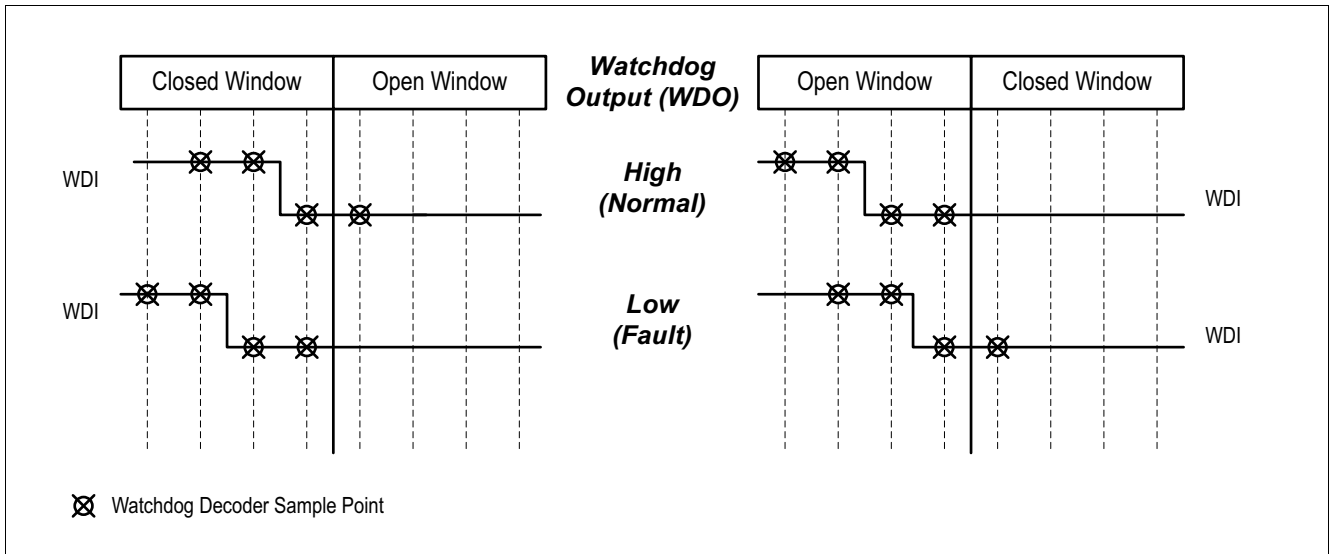 Closed Window
Open Window
Watchdog
Output (WDO)
Open Window
Closed Window
WDI
High
(Normal)
WDI
WDI
Low
(Fault)
WDI
Watchdog Decoder Sample Point